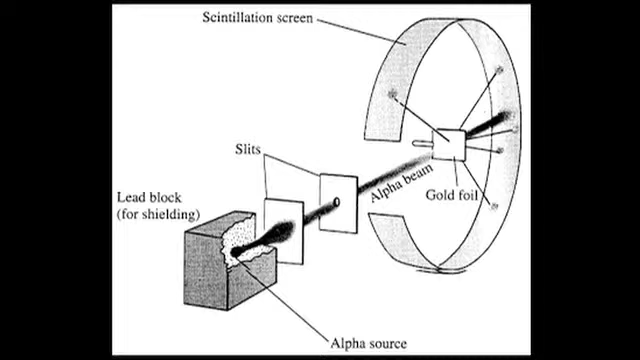 Scintillation screen
Slits
Alpha beam
Gold foil
Lead block
(for shielding)
Alpha source